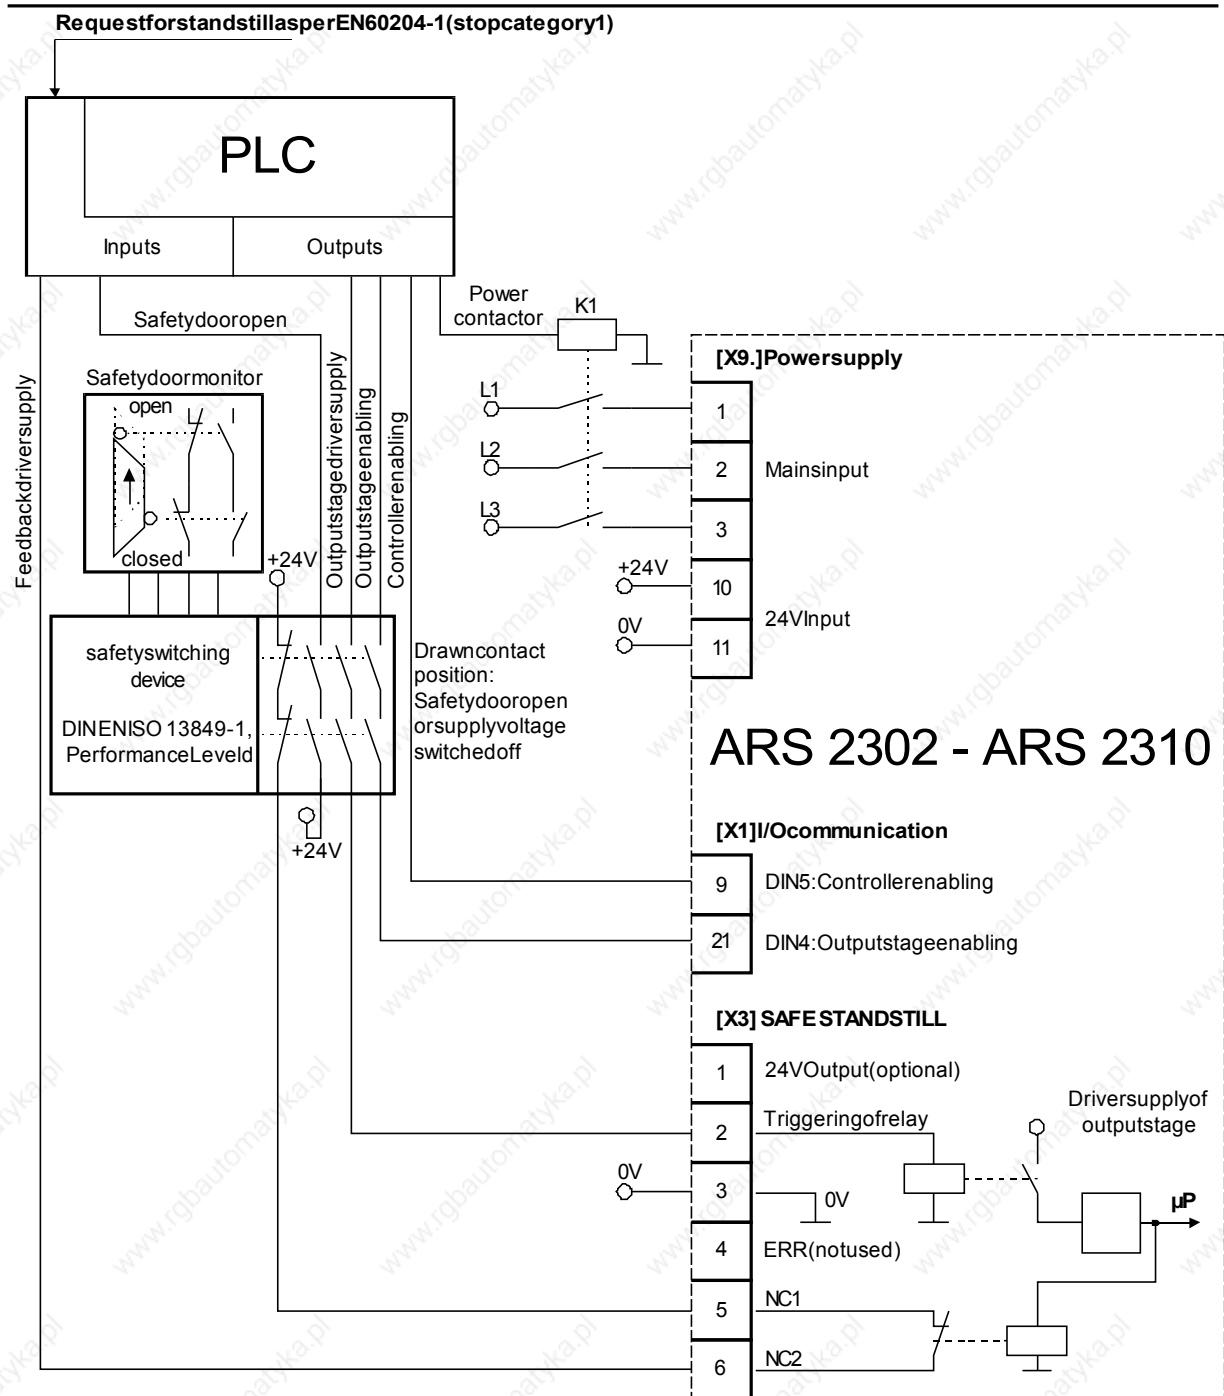 RequestforstandstillasperEN60204-1(stopcategory1)
PLC
Inputs
Outputs
Power
contactor
K1
Safetydooropen
[X9.]Powersupply
Safetydoormonitor
open
closed
Feedbackdriversupply
Outputstagedriversupply
Outputstageenabling
Controllerenabling
L1
L2
L3
1
2
3
Mainsinput
+24V
+24V
10
0V
11
24VInput
safetyswitching
device
DINENISO 13849-1,
PerformanceLeveld
Drawncontact
position:
Safetydooropen
orsupplyvoltage
switchedoff
+24V
ARS 2302 - ARS 2310
[X1]I/Ocommunication
9
DIN5:Controllerenabling
21
DIN4:Outputstageenabling
[X3] SAFE STANDSTILL
1
24VOutput(optional)
2
Triggeringofrelay
Driversupplyof
outputstage
0V
3
0V
µP
4
ERR(notused)
5
NC1
6
NC2
www.rgbautomatyka.pl